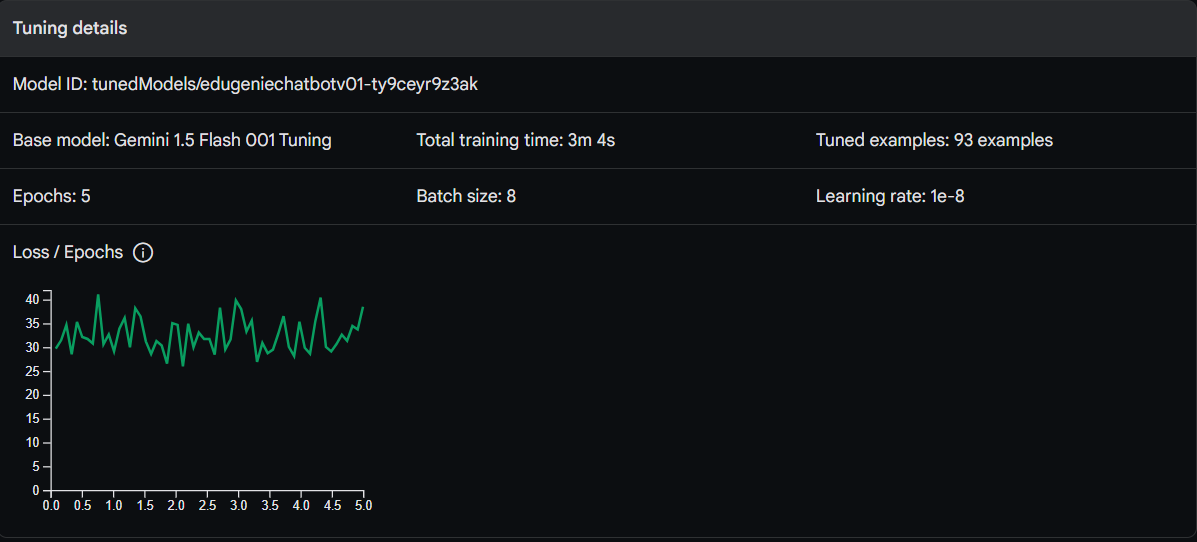 Tuning details
Model ID: tunedModels/edugeniechatbotv01-ty9ceyr9z3ak
Base model: Gemini 1.5 Flash 001 Tuning Total training time: 3m 4s Tuned examples: 93 examples
Epochs: 5 Batch size: 8 Learning rate: 1e-8
Loss / Epochs
40
35
30
25
20
15
10
5
0
0.0 0.5 1.0 1.5 2.0 2.5 3.0 3.5 4.0 4.5 5.0